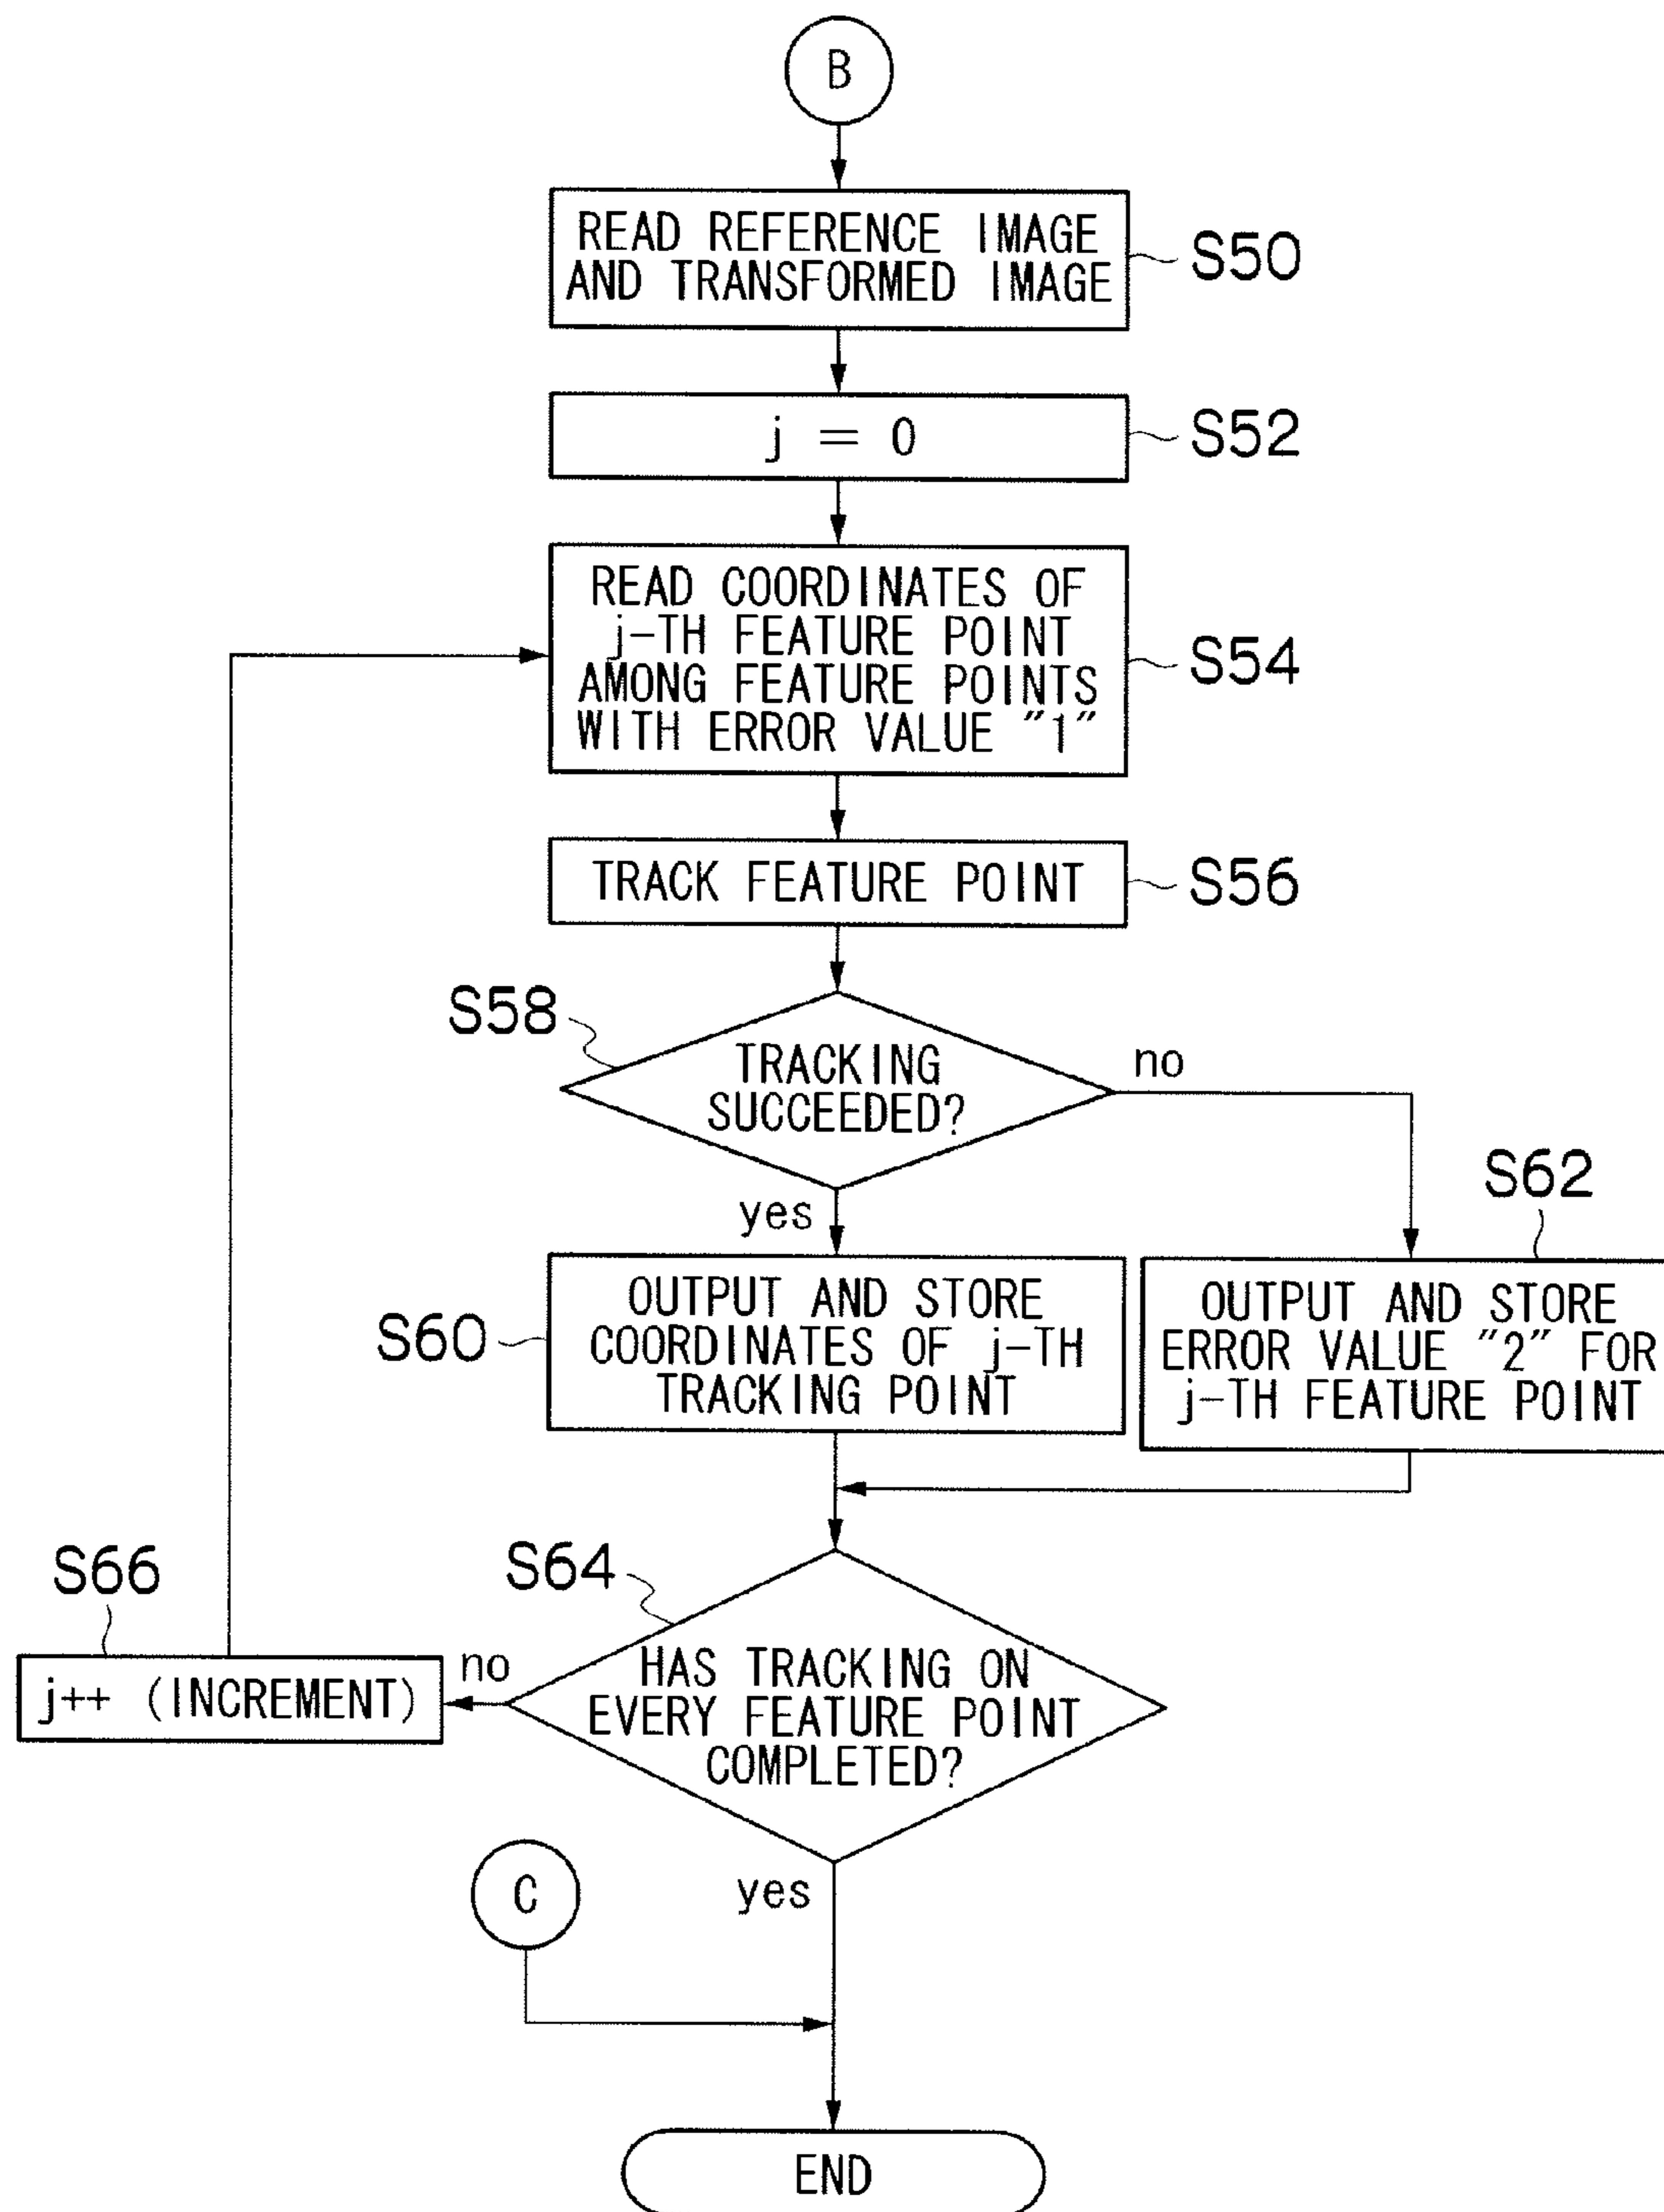 B
READ REFERENCE IMAGE
AND TRANSFORMED IMAGE
S50
j = 0
S52
READ COORDINATES OF
j-TH FEATURE POINT
AMONG FEATURE POINTS
WITH ERROR VALUE "1"
S54
TRACK FEATURE POINT
S56
S58
TRACKING
SUCCEEDED?
no
yes
S62
S60
OUTPUT AND STORE
COORDINATES OF j-TH
TRACKING POINT
OUTPUT AND STORE
ERROR VALUE "2" FOR
j-TH FEATURE POINT
S64
S66
j++ (INCREMENT)
no
HAS TRACKING ON
EVERY FEATURE POINT
COMPLETED?
yes
C
END